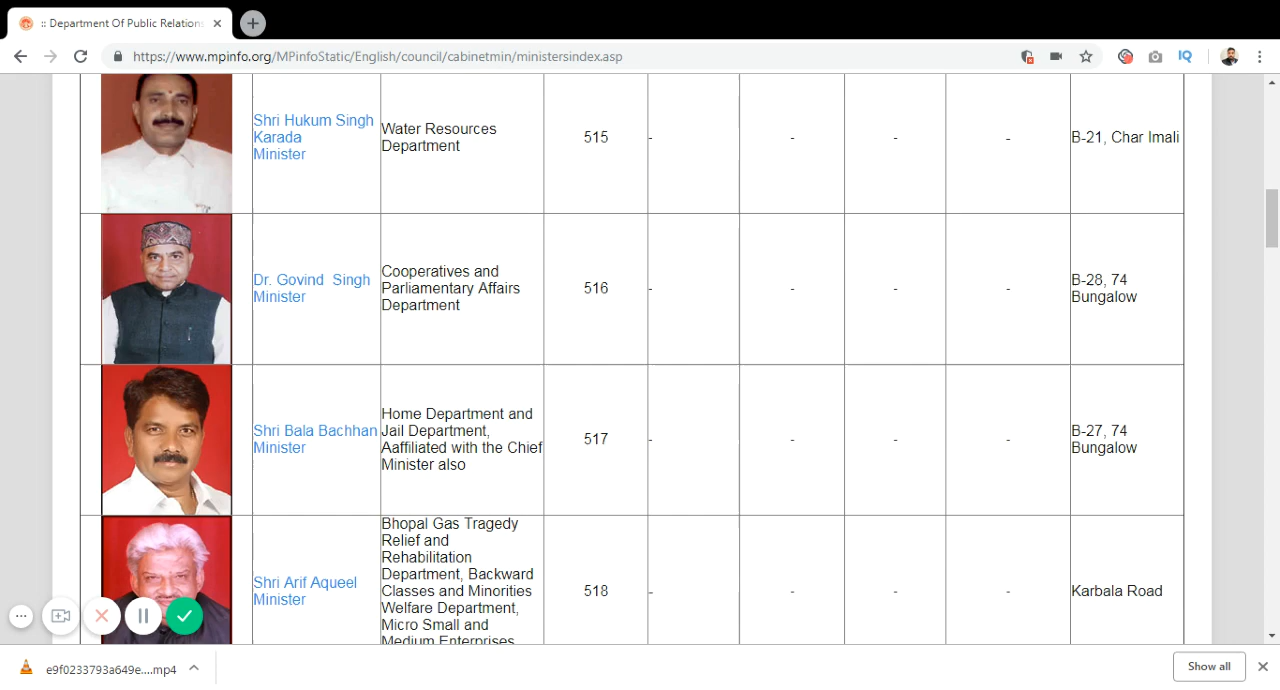 :: Department Of Public Relations
https://www.mpinfo.org/MPinfoStatic/English/council/cabinetmin/ministersindex.asp
IQ
Shri Hukum Singh
Karada
Minister
Water Resources
Department
515
-
-
-
-
B-21, Char Imali
Dr. Govind Singh
Minister
Cooperatives and
Parliamentary Affairs
Department
516
-
-
-
-
B-28, 74
Bungalow
Shri Bala Bachhan
Minister
Home Department and
Jail Department,
Aaffiliated with the Chief
Minister also
517
-
-
-
-
B-27, 74
Bungalow
Shri Arif Aqueel
Minister
Bhopal Gas Tragedy
Relief and
Rehabilitation
Department, Backward
Classes and Minorities
Welfare Department,
Micro Small and
Medium Enterprises
518
-
-
-
-
Karbala Road
e9f0233793a649e....mp4
Show all